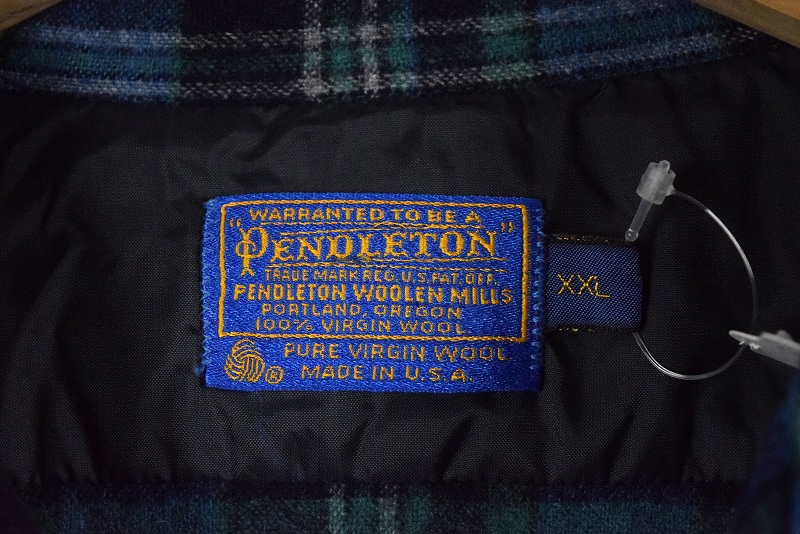 WARRANTED TO BE A
"PENDLETON"
TRADE MARK REG. U.S. PAT. OFF.
PENDLETON WOOLEN MILLS
PORTLAND, OREGON
100% VIRGIN WOOL
® PURE VIRGIN WOOL
MADE IN U.S.A.
XXL